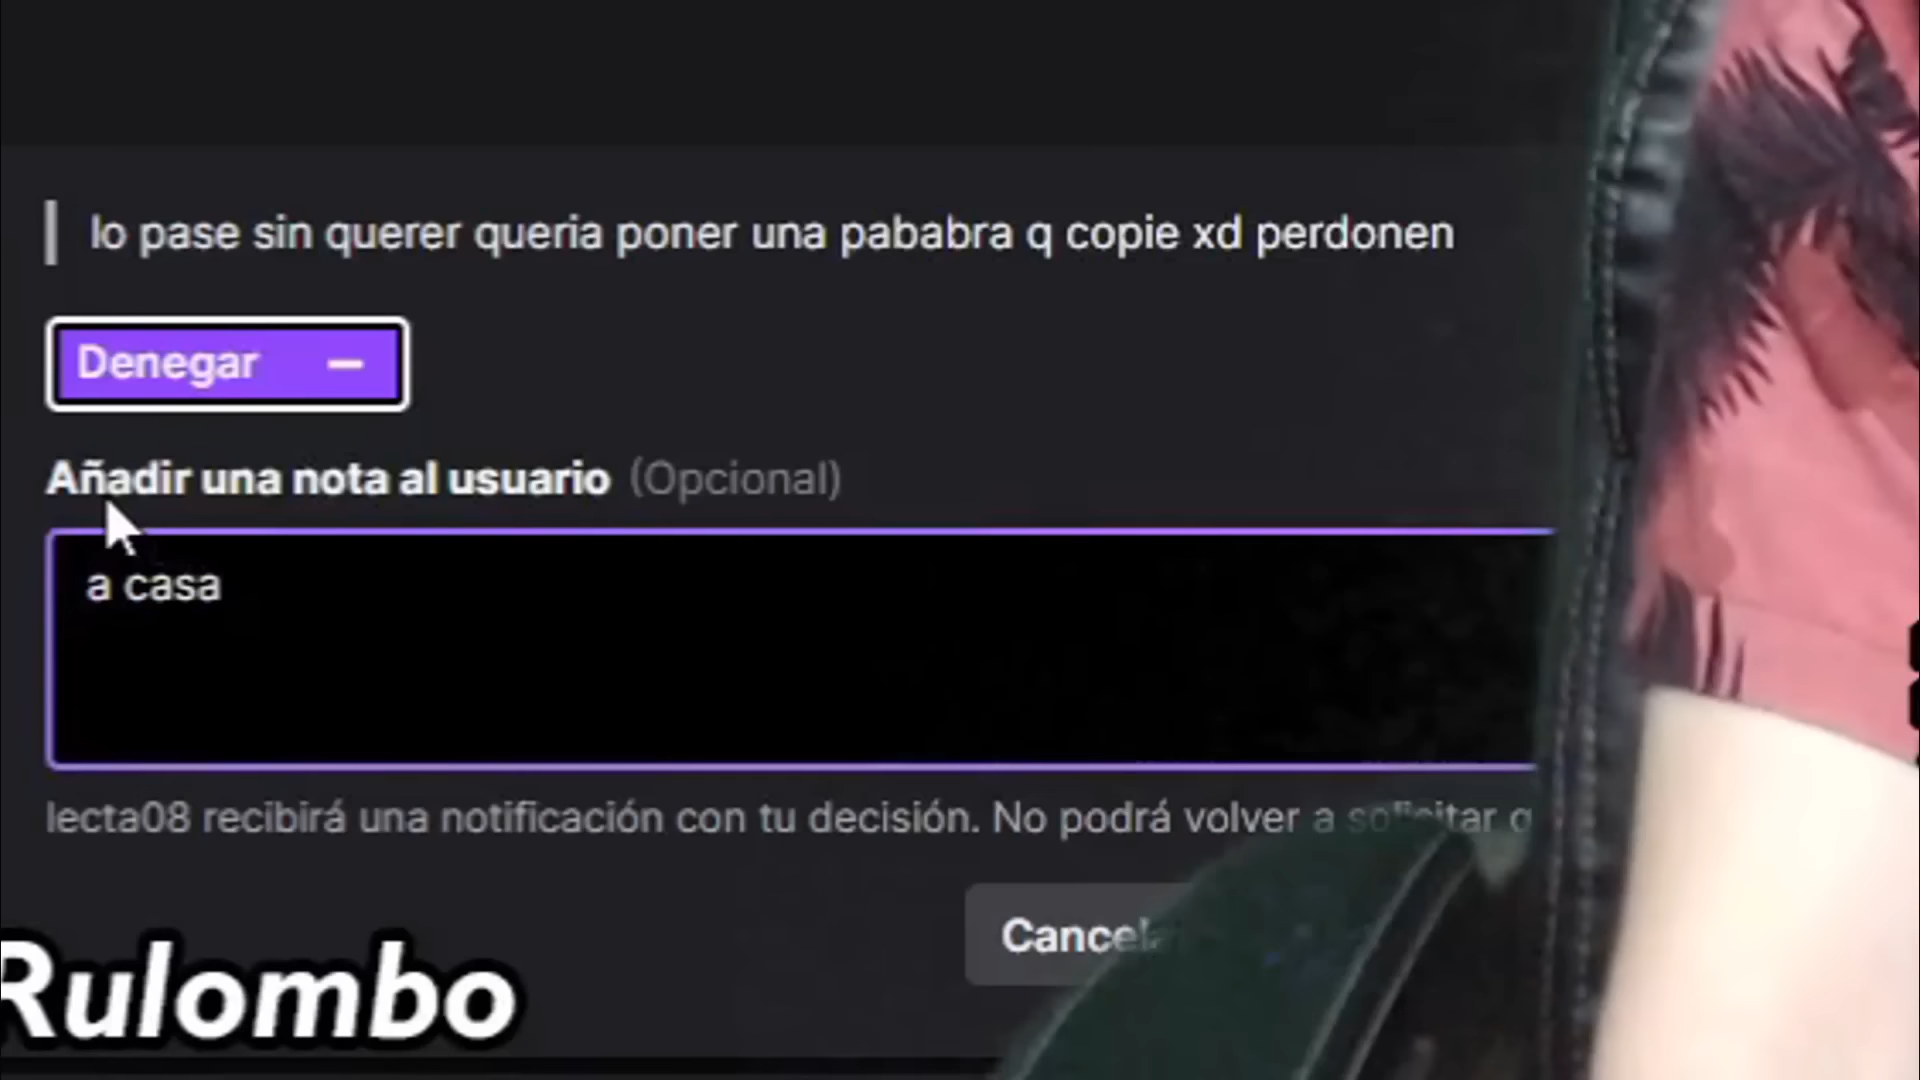 lo pase sin querer queria poner una pababra q copie xd perdonen
Denegar
Añadir una nota al usuario (Opcional)
a casa
lecta08 recibirá una notificación con tu decisión. No podrá volver a solicitar
Rulombo